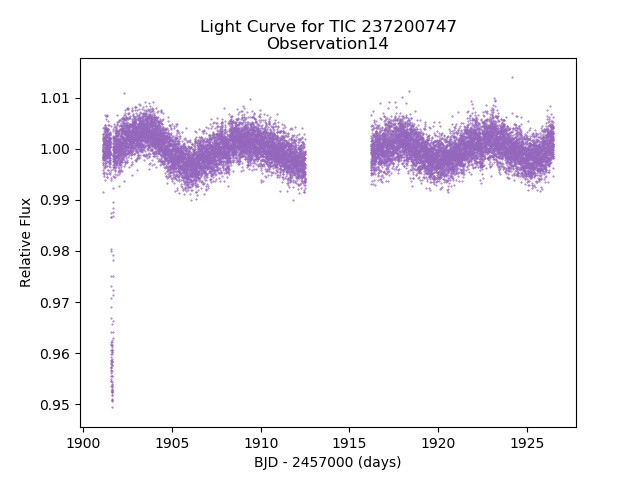 Light Curve for TIC 237200747
Observation14
Relative Flux
1.01
1.00
0.99
0.98
0.97
0.96
0.95
1900 1905 1910 1915 1920 1925
BJD - 2457000 (days)